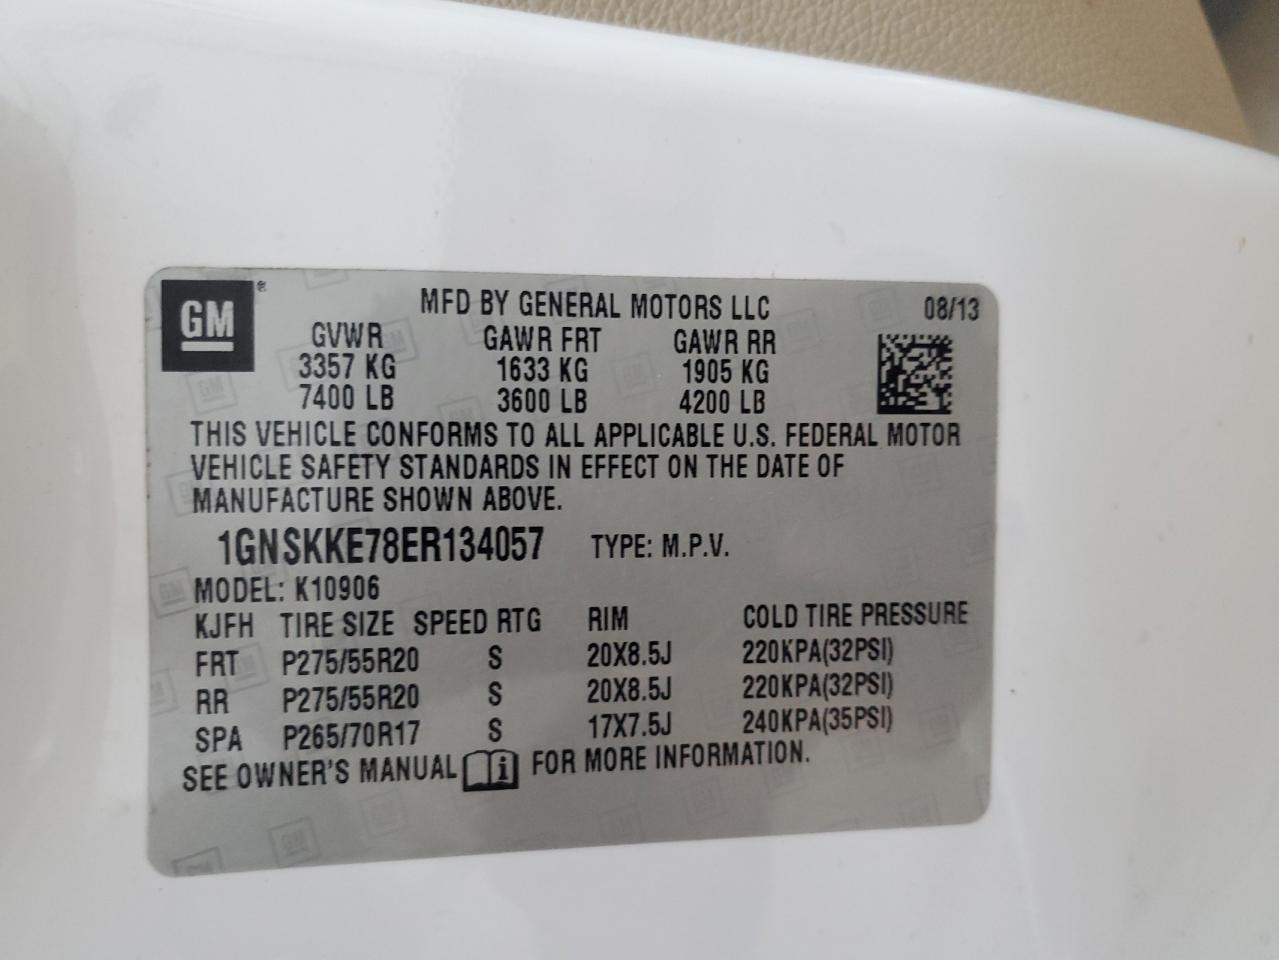 GM ®
MFD BY GENERAL MOTORS LLC 08/13
GVWR GAWR FRT GAWR RR
3357 KG 1633 KG 1905 KG
7400 LB 3600 LB 4200 LB
THIS VEHICLE CONFORMS TO ALL APPLICABLE U.S. FEDERAL MOTOR
VEHICLE SAFETY STANDARDS IN EFFECT ON THE DATE OF
MANUFACTURE SHOWN ABOVE.
1GNSKKE78ER134057 TYPE: M.P.V.
MODEL: K10906
KJFH TIRE SIZE SPEED RTG RIM COLD TIRE PRESSURE
FRT P275/55R20 S 20X8.5J 220KPA(32PSI)
RR P275/55R20 S 20X8.5J 220KPA(32PSI)
SPA P265/70R17 S 17X7.5J 240KPA(35PSI)
SEE OWNER'S MANUAL i FOR MORE INFORMATION.